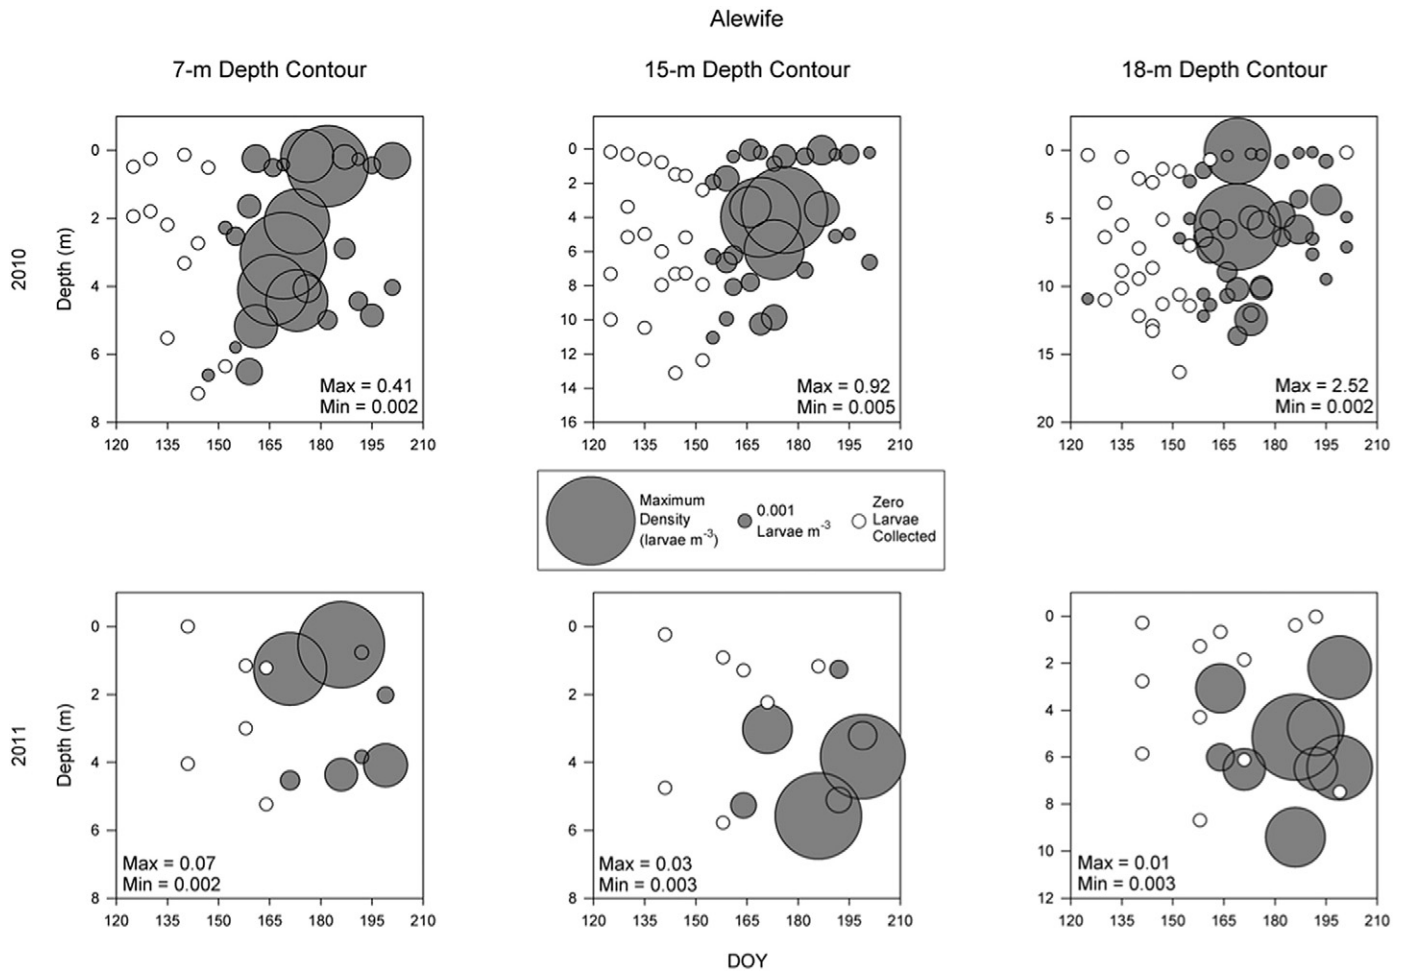 Alewife
7-m Depth Contour
15-m Depth Contour
18-m Depth Contour
2010
Depth (m)
0
2
4
6
8
120 135 150 165 180 195 210
Max = 0.41
Min = 0.002
0
2
4
6
8
10
12
14
16
120 135 150 165 180 195 210
Max = 0.92
Min = 0.005
0
5
10
15
20
120 135 150 165 180 195 210
Max = 2.52
Min = 0.002
Maximum
Density
(larvae m⁻³)
0.001
Larvae m⁻³
Zero
Larvae
Collected
2011
Depth (m)
0
2
4
6
8
120 135 150 165 180 195 210
Max = 0.07
Min = 0.002
0
2
4
6
8
120 135 150 165 180 195 210
Max = 0.03
Min = 0.003
0
2
4
6
8
10
12
120 135 150 165 180 195 210
Max = 0.01
Min = 0.003
DOY